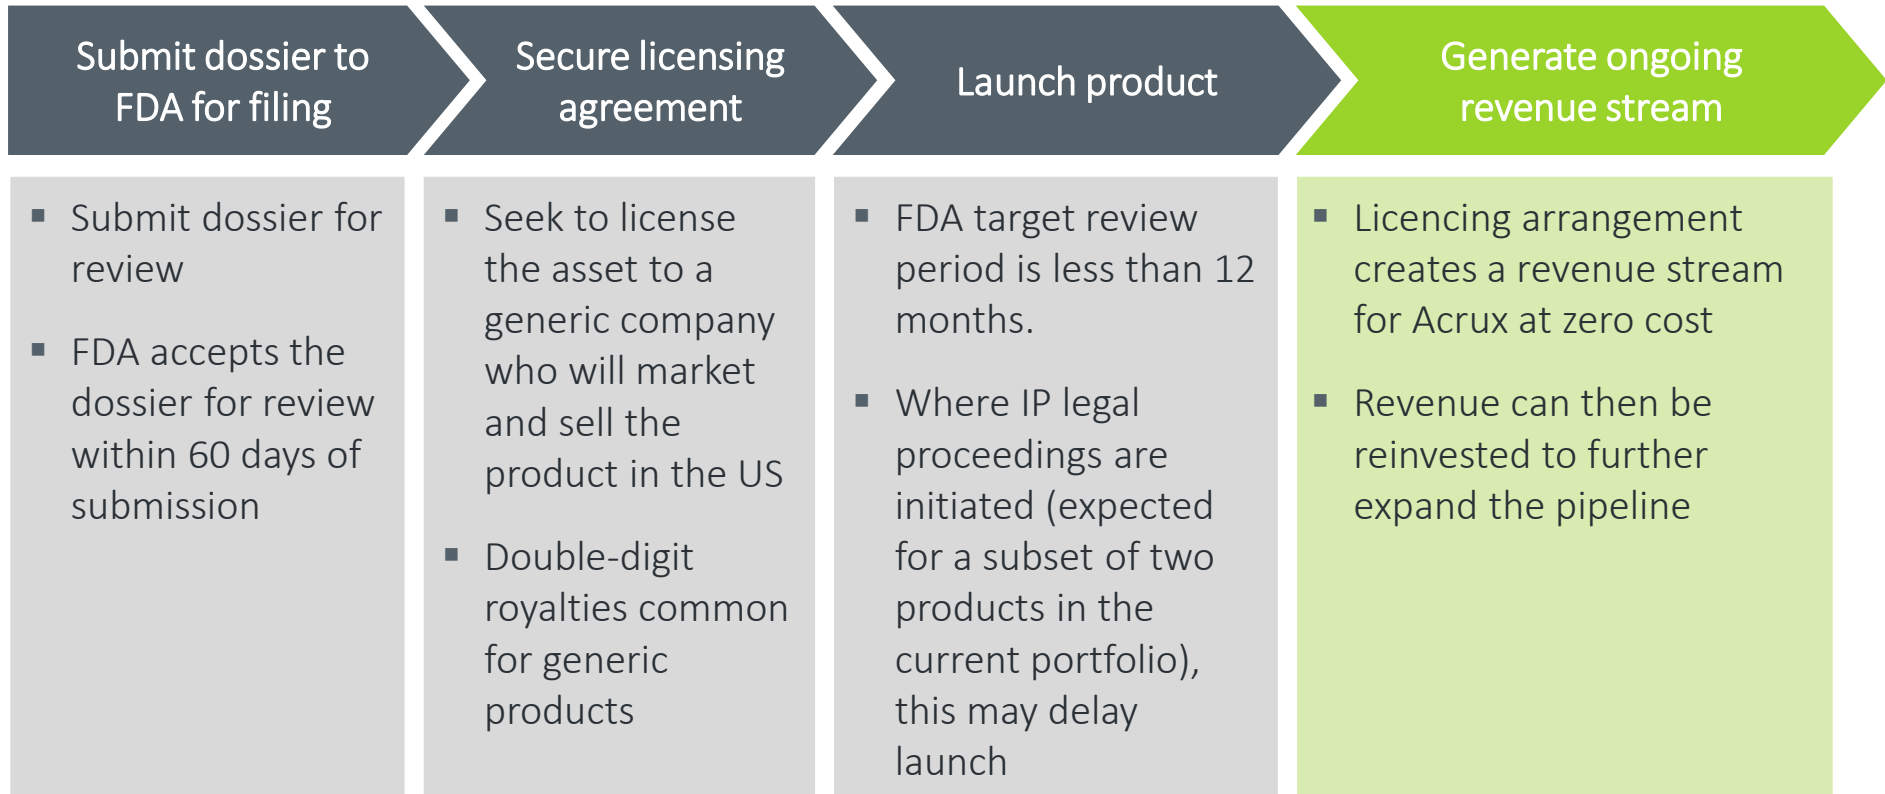 Submit dossier to
FDA for filing
Secure licensing
agreement
Launch product
Generate ongoing
revenue stream
▪ Submit dossier for
review
▪ FDA accepts the
dossier for review
within 60 days of
submission
▪ Seek to license
the asset to a
generic company
who will market
and sell the
product in the US
▪ Double-digit
royalties common
for generic
products
▪ FDA target review
period is less than 12
months.
▪ Where IP legal
proceedings are
initiated (expected
for a subset of two
products in the
current portfolio),
this may delay
launch
▪ Licencing arrangement
creates a revenue stream
for Acrux at zero cost
▪ Revenue can then be
reinvested to further
expand the pipeline